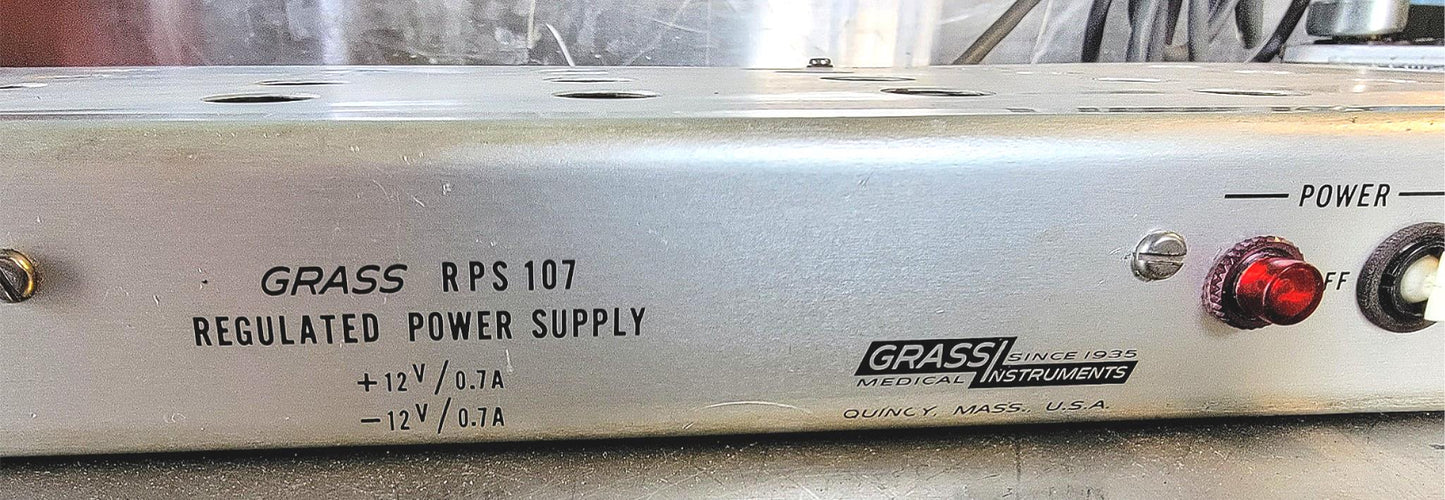 GRASS RPS 107
REGULATED POWER SUPPLY
+12V/0.7A
−12V/0.7A
GRASS SINCE 1935
MEDICAL INSTRUMENTS
QUINCY, MASS., U.S.A.
POWER
FF